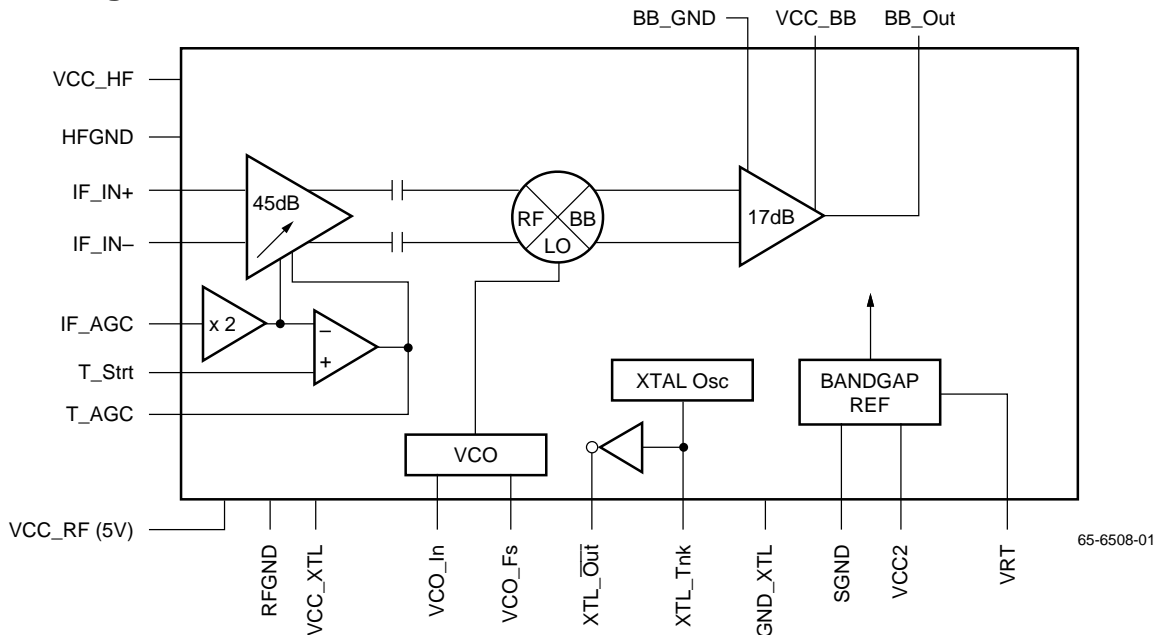 BB_GND VCC_BB BB_Out
VCC_HF
HFGND
IF_IN+
45dB
RF BB
LO
17dB
IF_IN–
IF_AGC
x 2
–
+
T_Strt
T_AGC
XTAL Osc
BANDGAP
REF
VCO
VCC_RF (5V)
RFGND
VCC_XTL
VCO_In
VCO_Fs
XTL_O̅u̅t̅
XTL_Tnk
GND_XTL
SGND
VCC2
VRT
65-6508-01